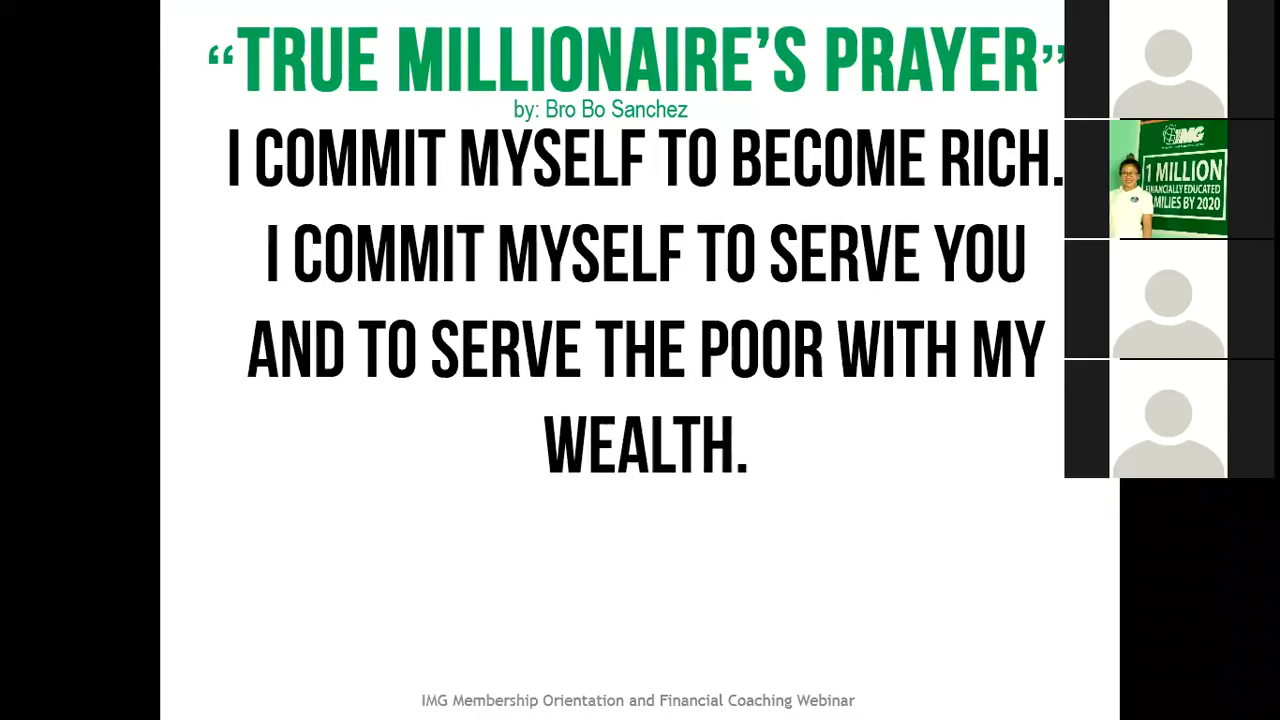 “TRUE MILLIONAIRE’S PRAYER”
by: Bro Bo Sanchez
I COMMIT MYSELF TO BECOME RICH.
I COMMIT MYSELF TO SERVE YOU
AND TO SERVE THE POOR WITH MY
WEALTH.
IMG
1 MILLION
FINANCIALLY EDUCATED
FAMILIES BY 2020
IMG Membership Orientation and Financial Coaching Webinar